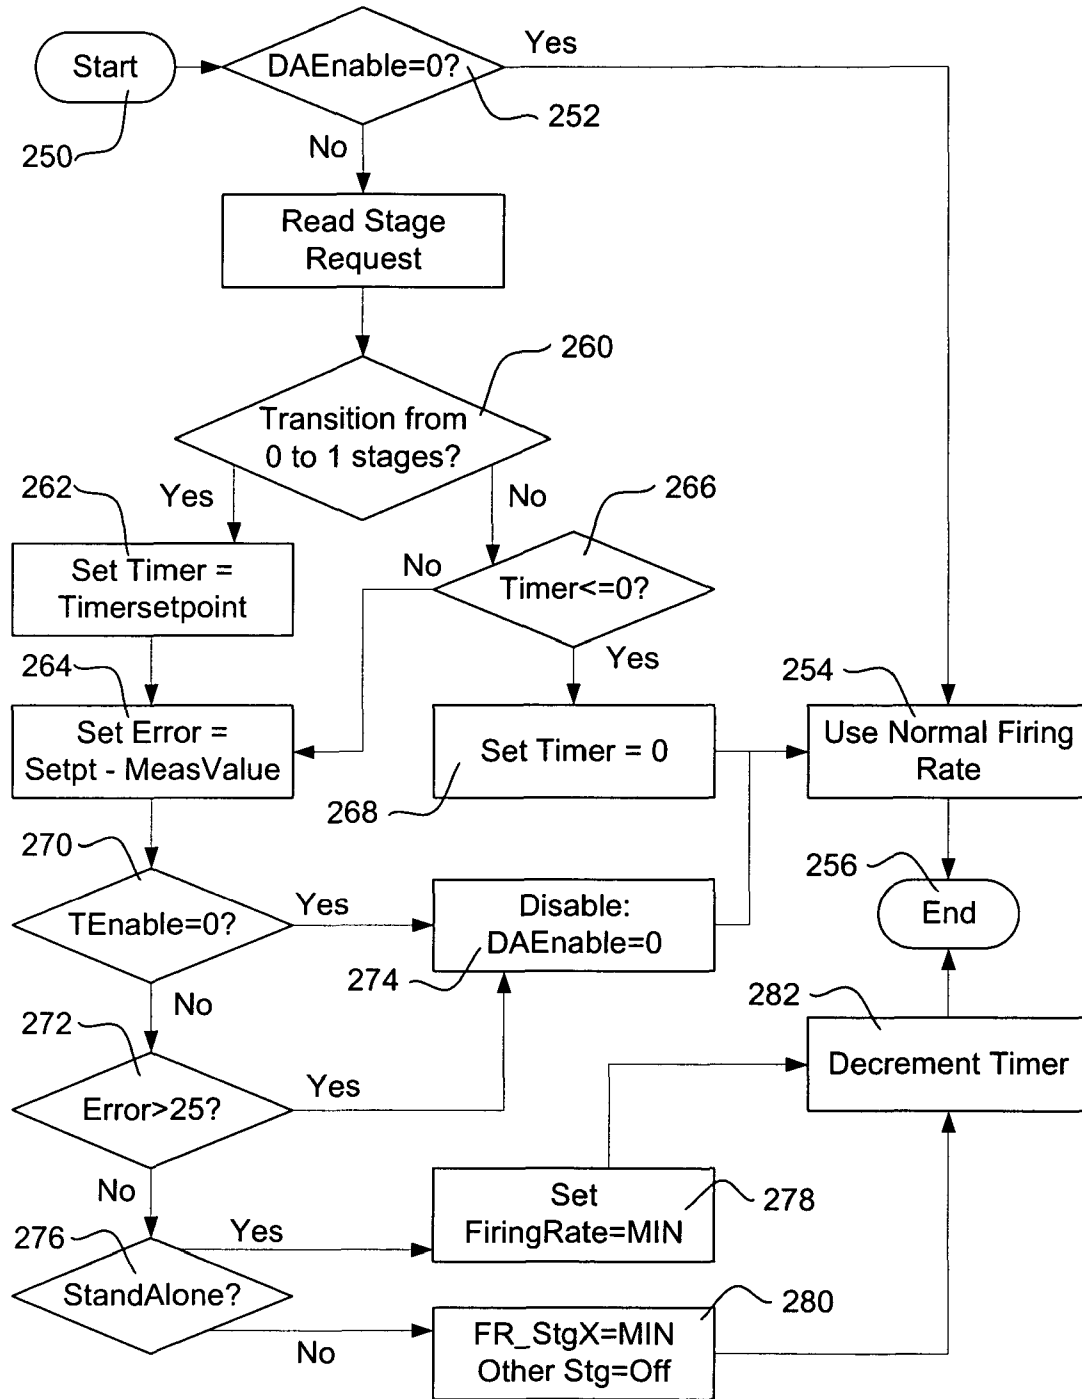 Start
250
DAEnable=0?
252
Yes
No
Read Stage
Request
260
Transition from
0 to 1 stages?
262
Yes
No
266
Set Timer =
Timersetpoint
No
Timer<=0?
Yes
264
254
Set Error =
Setpt - MeasValue
Set Timer = 0
268
Use Normal Firing
Rate
270
256
TEnable=0?
Yes
Disable:
DAEnable=0
274
End
No
272
282
Error>25?
Yes
Decrement Timer
No
276
Yes
Set
FiringRate=MIN
278
StandAlone?
No
280
FR_StgX=MIN
Other Stg=Off